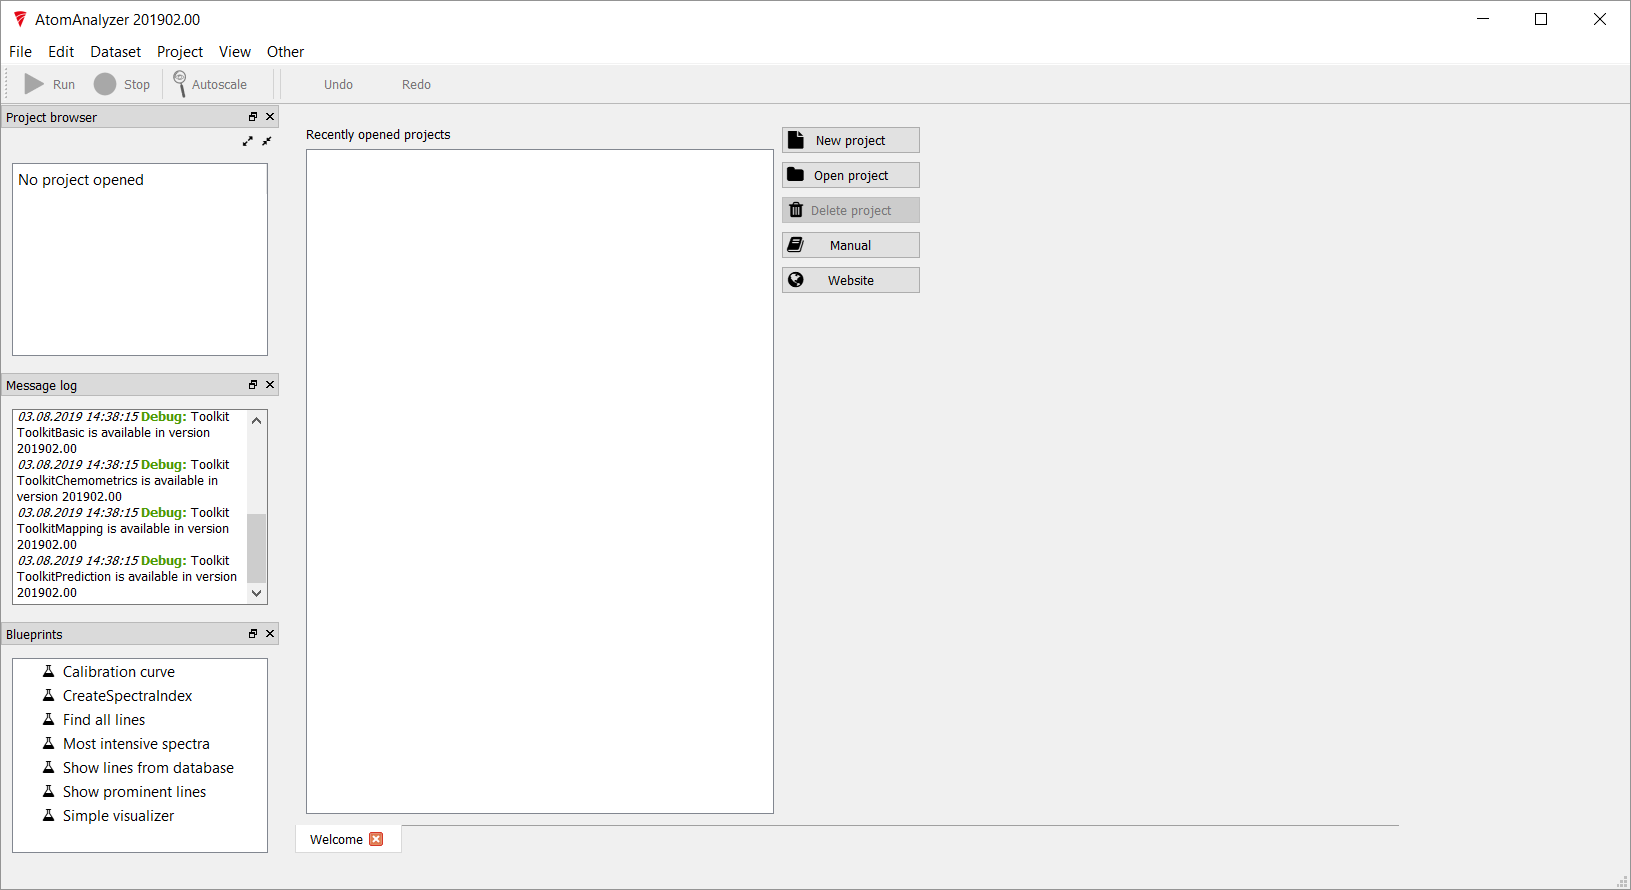 AtomAnalyzer 201902.00
File Edit Dataset Project View Other
Run Stop Autoscale Undo Redo
Project browser
No project opened
Message log
03.08.2019 14:38:15 Debug: Toolkit
ToolkitBasic is available in version
201902.00
03.08.2019 14:38:15 Debug: Toolkit
ToolkitChemometrics is available in
version 201902.00
03.08.2019 14:38:15 Debug: Toolkit
ToolkitMapping is available in version
201902.00
03.08.2019 14:38:15 Debug: Toolkit
ToolkitPrediction is available in version
201902.00
Blueprints
Calibration curve
CreateSpectraIndex
Find all lines
Most intensive spectra
Show lines from database
Show prominent lines
Simple visualizer
Recently opened projects
New project
Open project
Delete project
Manual
Website
Welcome